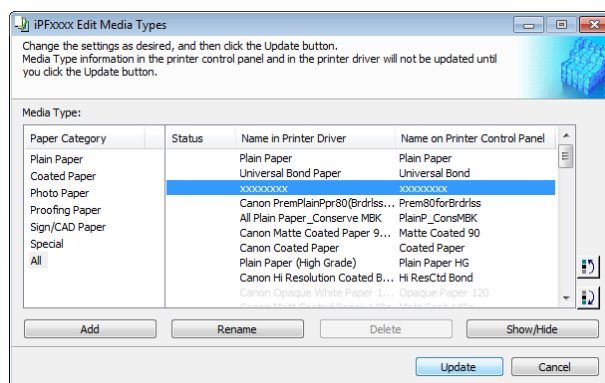 iPFxxxx Edit Media Types
Change the settings as desired, and then click the Update button.
Media Type information in the printer control panel and in the printer driver will not be updated until
you click the Update button.
Media Type:
Paper Category Status Name in Printer Driver Name on Printer Control Panel
Plain Paper Plain Paper Plain Paper
Coated Paper Universal Bond Paper Universal Bond
Photo Paper xxxxxxxx xxxxxxxx
Proofing Paper Canon PremPlainPpr80(Brdrlss... Prem80forBrdrlss
Sign/CAD Paper All Plain Paper_Conserve MBK PlainP_ConsMBK
Special Canon Matte Coated Paper 9... Matte Coated 90
All Canon Coated Paper Coated Paper
Plain Paper (High Grade) Plain Paper HG
Canon Hi Resolution Coated B... Hi ResCtd Bond
Canon Opaque White Paper 1... Opaque Paper 120
Add Rename Delete Show/Hide
Update Cancel